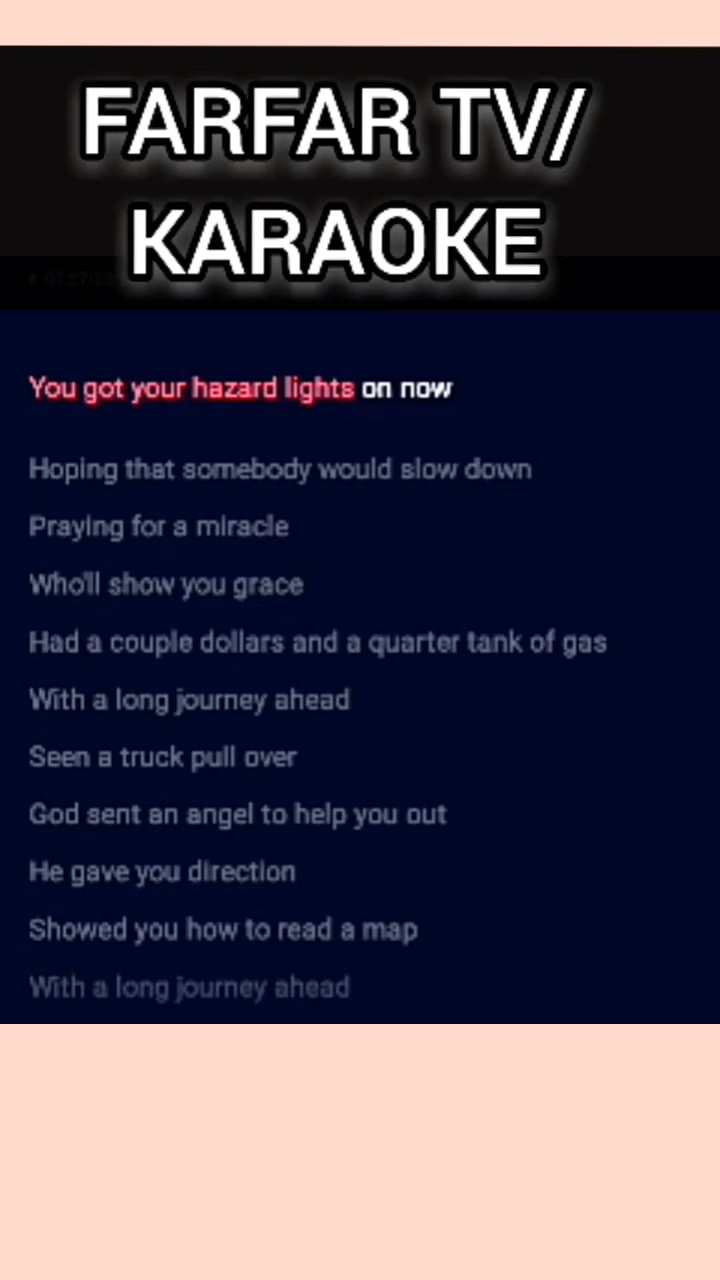 FARFAR TV/
KARAOKE
You got your hazard lights on now
Hoping that somebody would slow down
Praying for a miracle
Who'll show you grace
Had a couple dollars and a quarter tank of gas
With a long journey ahead
Seen a truck pull over
God sent an angel to help you out
He gave you direction
Showed you how to read a map
With a long journey ahead